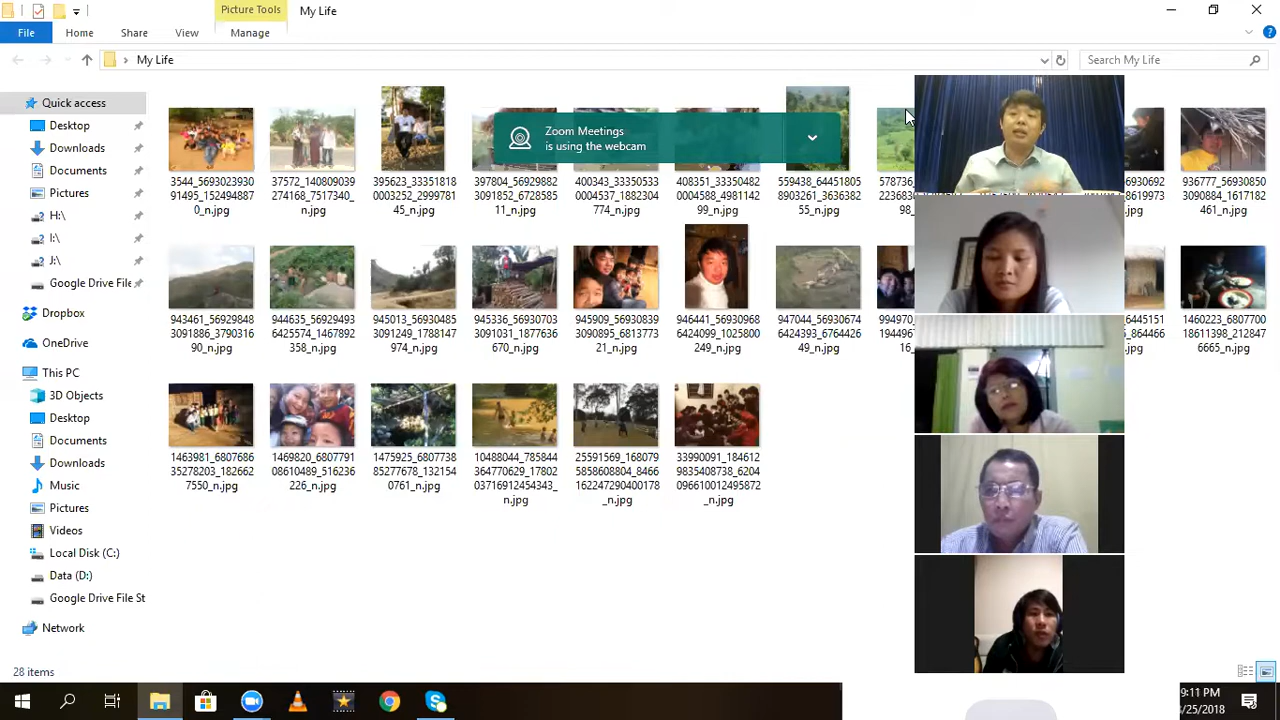 Picture Tools
My Life
File
Home
Share
View
Manage
My Life
Search My Life
Quick access
Desktop
Downloads
Documents
Pictures
H:\
I:\
J:\
Google Drive File
Dropbox
OneDrive
This PC
3D Objects
Desktop
Documents
Downloads
Music
Pictures
Videos
Local Disk (C:)
Data (D:)
Google Drive File St
Network
Zoom Meetings
is using the webcam
3544_5693023930
91495_152494887
0_n.jpg
37572_140809039
274168_7517340_
n.jpg
395623_33351818
0003252_2999781
45_n.jpg
397804_56929882
3091852_6728585
11_n.jpg
400343_33350533
0004537_1882304
774_n.jpg
408351_33350482
0004588_4981142
99_n.jpg
559438_64451805
8903261_3636382
55_n.jpg
936777_56930850
3090884_1617182
461_n.jpg
943461_56929848
3091886_3790316
90_n.jpg
944635_56929493
6425574_1467892
358_n.jpg
945013_56930485
3091249_1788147
974_n.jpg
945336_56930703
3091031_1877636
670_n.jpg
945909_56930839
3090895_6813773
21_n.jpg
946441_56930968
6424099_1025800
249_n.jpg
947044_56930674
6424393_6764426
49_n.jpg
1460223_6807700
18611398_212847
6665_n.jpg
1463981_6807686
35278203_182662
7550_n.jpg
1469820_6807791
08610489_516236
226_n.jpg
1475925_6807738
85277678_132154
0761_n.jpg
10488044_785844
364770629_17802
03716912454343_
n.jpg
25591569_168079
5858608804_8466
162247290400178
_n.jpg
33990091_184612
9835408738_6204
096610012495872
_n.jpg
28 items
9:11 PM
/25/2018